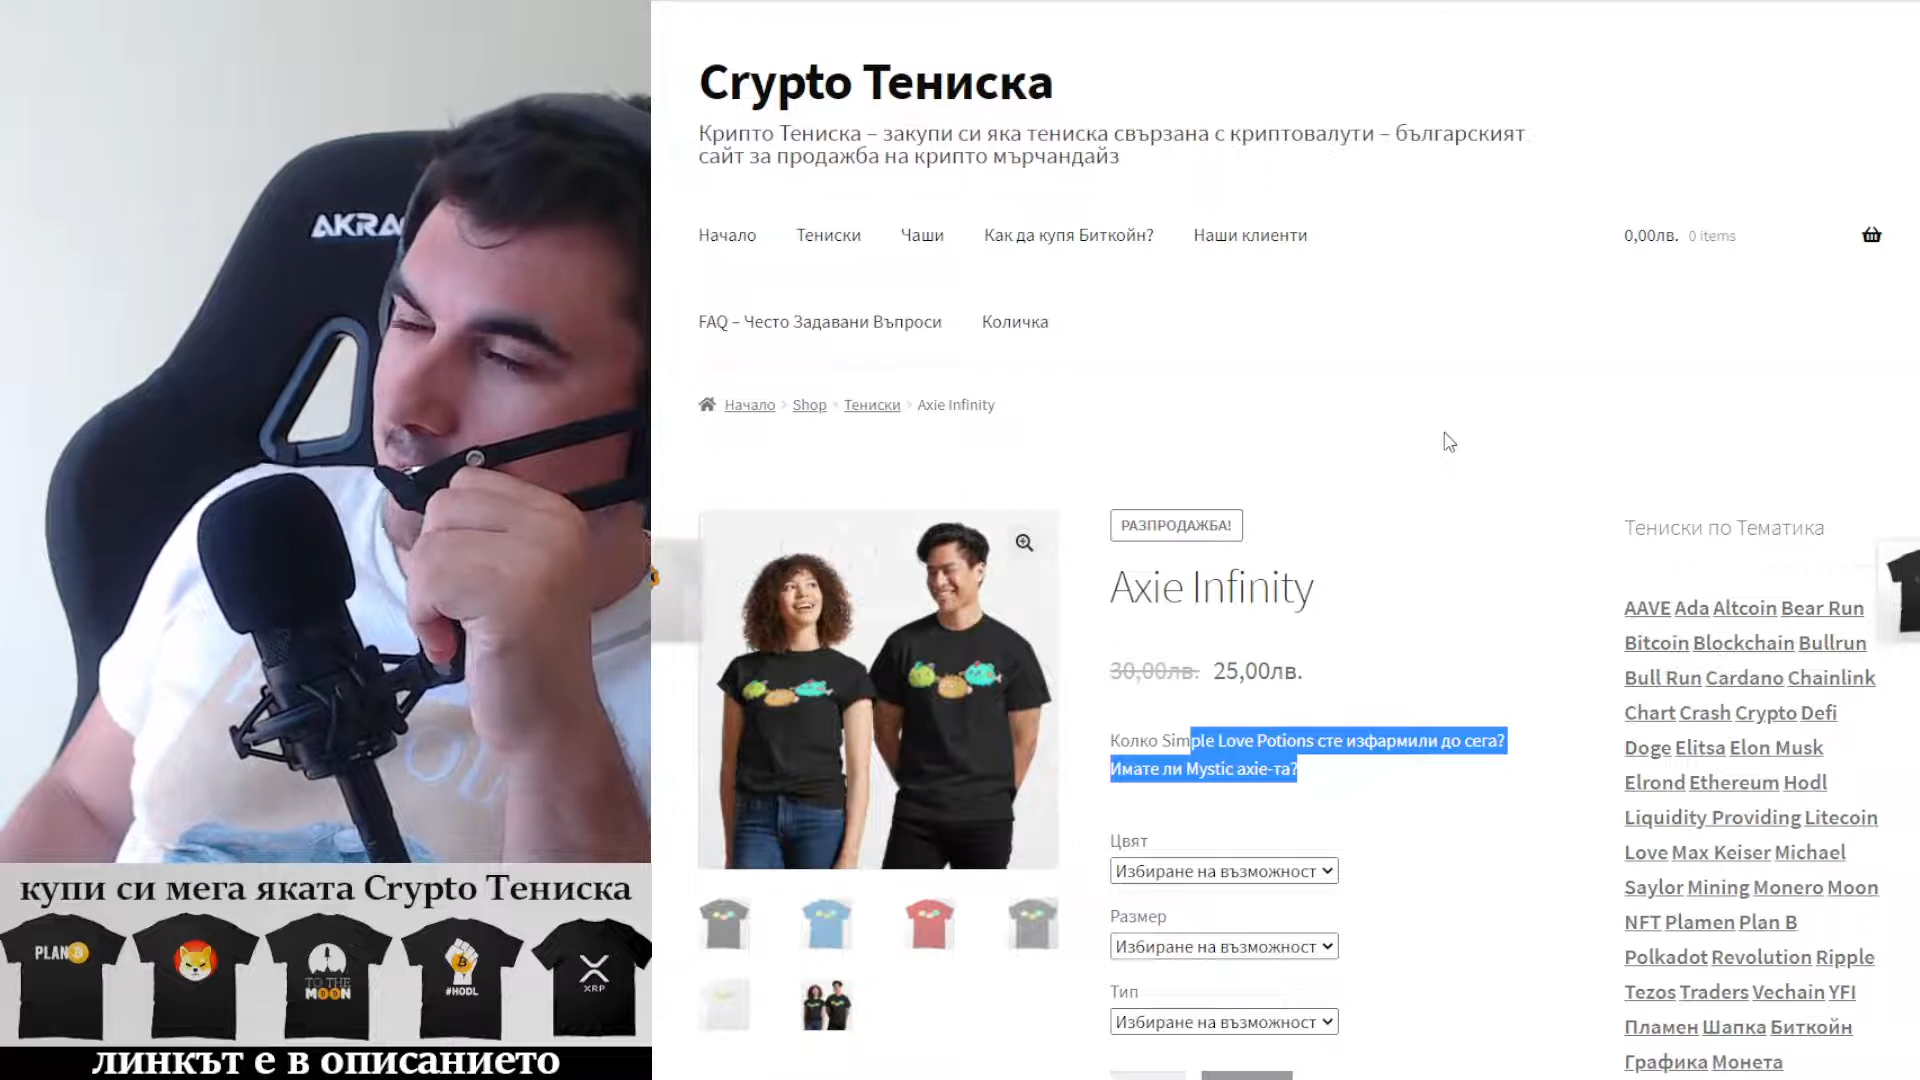 Crypto Тениска
Крипто Тениска – закупи си яка тениска свързана с криптовалути – българският
сайт за продажба на крипто мърчандайз
Начало Тениски Чаши Как да купя Биткойн? Наши клиенти
0,00лв. 0 items
FAQ – Често Задавани Въпроси Количка
Начало Shop Тениски Axie Infinity
РАЗПРОДАЖБА!
Axie Infinity
30,00лв. 25,00лв.
Колко Simple Love Potions сте изфармили до сега?
Имате ли Mystic axie-та?
Цвят
Избиране на възможност
Размер
Избиране на възможност
Тип
Избиране на възможност
Тениски по Тематика
AAVE Ada Altcoin Bear Run
Bitcoin Blockchain Bullrun
Bull Run Cardano Chainlink
Chart Crash Crypto Defi
Doge Elitsa Elon Musk
Elrond Ethereum Hodl
Liquidity Providing Litecoin
Love Max Keiser Michael
Saylor Mining Monero Moon
NFT Plamen Plan B
Polkadot Revolution Ripple
Tezos Traders Vechain YFI
Пламен Шапка Биткойн
Графика Монета
AKRA
купи си мега яката Crypto Тениска
PLAN B
TO THE
MOON
#HODL
XRP
линкът е в описанието